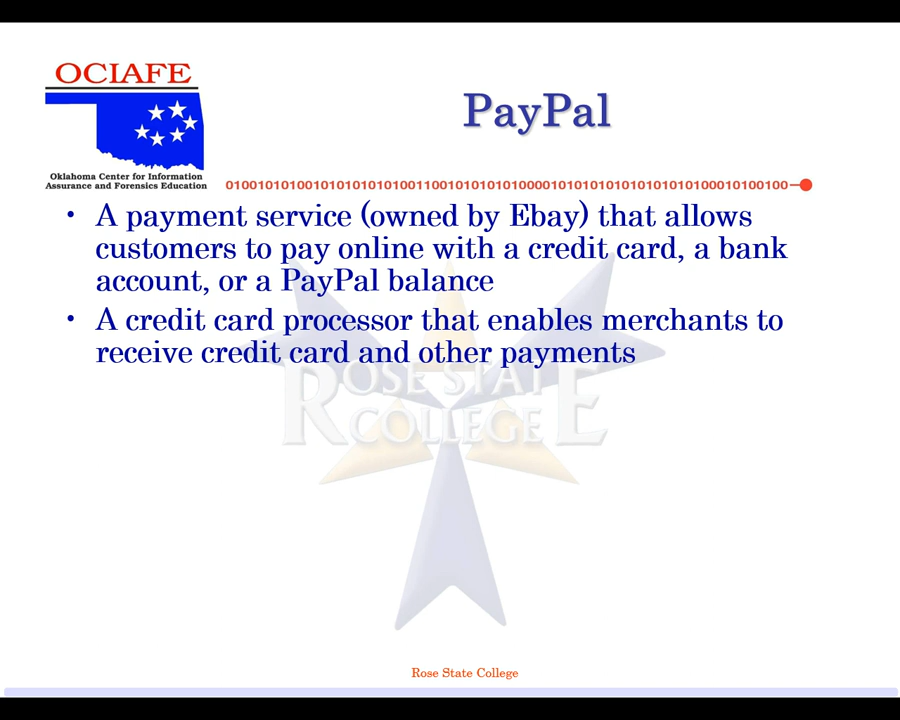 OCIAFE
Oklahoma Center for Information
Assurance and Forensics Education
PayPal
0100101010010101010101010011001010101010100001010101010101010101010001010010​0
• A payment service (owned by Ebay) that allows
customers to pay online with a credit card, a bank
account, or a PayPal balance
• A credit card processor that enables merchants to
receive credit card and other payments
ROSE STATE
COLLEGE
Rose State College